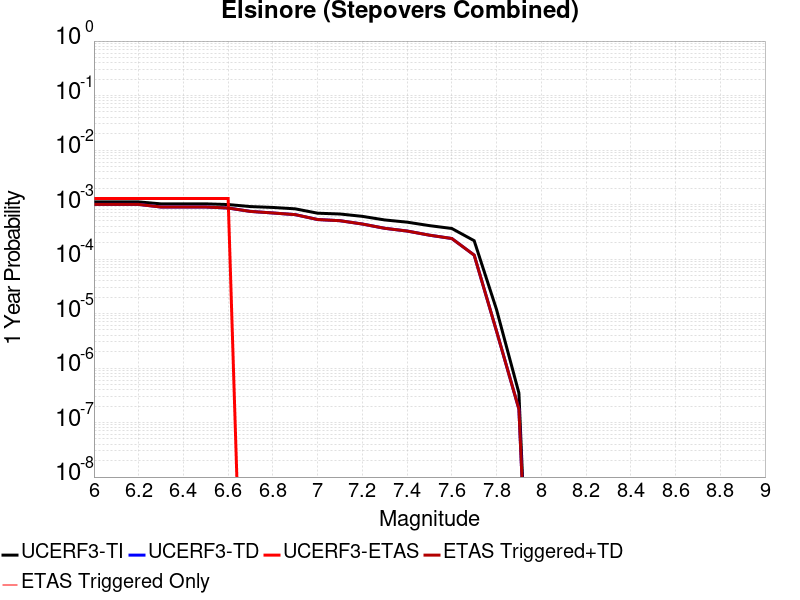 Elsinore (Stepovers Combined)
1 Year Probability
10^0
10^-1
10^-2
10^-3
10^-4
10^-5
10^-6
10^-7
10^-8
6 6.2 6.4 6.6 6.8 7 7.2 7.4 7.6 7.8 8 8.2 8.4 8.6 8.8 9
Magnitude
UCERF3-TI UCERF3-TD UCERF3-ETAS ETAS Triggered+TD
ETAS Triggered Only